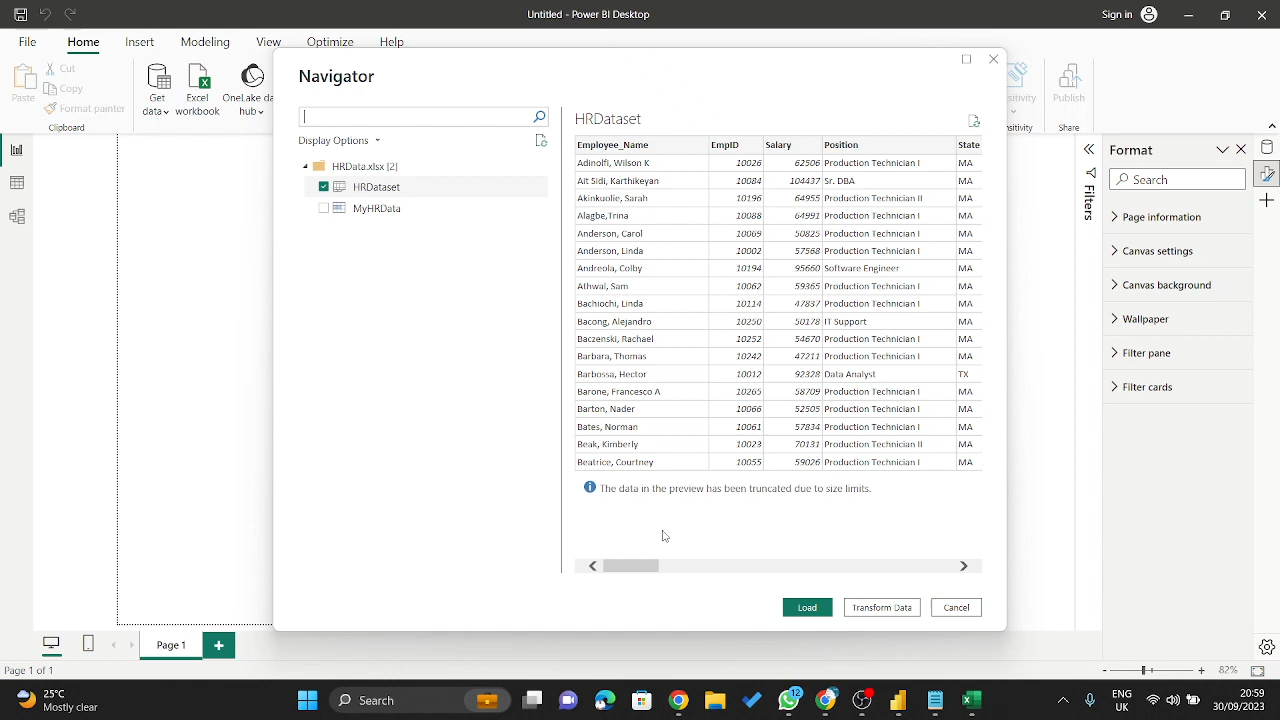 Untitled - Power BI Desktop
Sign in
File Home Insert Modeling View Optimize Help
Paste
Cut
Copy
Format painter
Clipboard
Get data
Excel workbook
OneLake da
hub
sitivity
sitivity
Publish
Share
Navigator
Display Options
HRData.xlsx [2]
HRDataset
MyHRData
HRDataset
Employee_Name EmpID Salary Position State
Adinolfi, Wilson K 10026 62506 Production Technician I MA
Ait Sidi, Karthikeyan 10084 104437 Sr. DBA MA
Akinkuolie, Sarah 10196 64955 Production Technician II MA
Alagbe,Trina 10088 64991 Production Technician I MA
Anderson, Carol 10069 50825 Production Technician I MA
Anderson, Linda 10002 57568 Production Technician I MA
Andreola, Colby 10194 95660 Software Engineer MA
Athwal, Sam 10062 59365 Production Technician I MA
Bachiochi, Linda 10114 47837 Production Technician I MA
Bacong, Alejandro 10250 50178 IT Support MA
Baczenski, Rachael 10252 54670 Production Technician I MA
Barbara, Thomas 10242 47211 Production Technician I MA
Barbossa, Hector 10012 92328 Data Analyst TX
Barone, Francesco A 10265 58709 Production Technician I MA
Barton, Nader 10066 52505 Production Technician I MA
Bates, Norman 10061 57834 Production Technician I MA
Beak, Kimberly 10023 70131 Production Technician II MA
Beatrice, Courtney 10055 59026 Production Technician I MA
The data in the preview has been truncated due to size limits.
Load Transform Data Cancel
Filters
Format
Search
Page information
Canvas settings
Canvas background
Wallpaper
Filter pane
Filter cards
Page 1
Page 1 of 1
82%
25°C
Mostly clear
Search
12
ENG
UK
20:59
30/09/2023